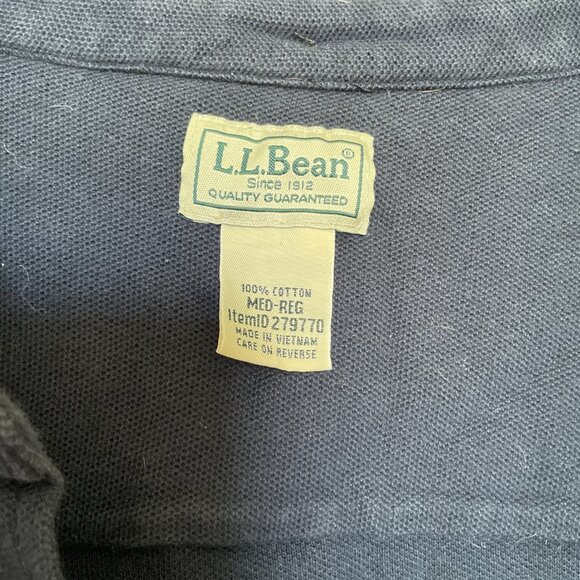 L.L.Bean®
Since 1912
QUALITY GUARANTEED
100% COTTON
MED-REG
ItemID 279770
MADE IN VIETNAM
CARE ON REVERSE